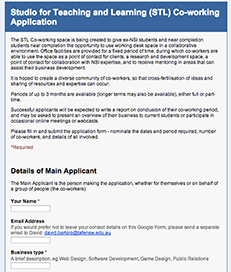 Studio for Teaching and Learning (STL) Co-working
Application
The STL Co-working space is being created to give ex-NSI students and near completion
students near completion the opportunity to use working desk space in a collaborative
environment. Office facilities are provided for a fixed period of time, during which co-workers are
able to use the space as a point of contact for clients, a research and development space, a
point of contact for collaboration with NSI expertise, and to receive mentoring in areas that can
assist their business development.
It is hoped to create a diverse community of co-workers, so that cross-fertilisation of ideas and
sharing of resources and expertise can occur.
Periods of up to 3 months are available (longer terms may also be available), either full or part-
time.
Successful applicants will be expected to write a report on conclusion of their co-working period,
and may be asked to present an overview of their business to current students or participate in
occasional online meetings or webcasts.
Please fill in and submit the application form - nominate the dates and period required, number
of co-workers, and details of all involved.
*Required
Details of Main Applicant
The Main Applicant is the person making the application, whether for themselves or on behalf of
a group of people (the co-workers)
Your Name *
Email Address
If you would prefer not to leave your contact details on this Google Form, please send a separate
email to David: david.bartolo@tafensw.edu.au
Business type *
A brief description, eg Web Design, Software Development, Game Design, Public Relations